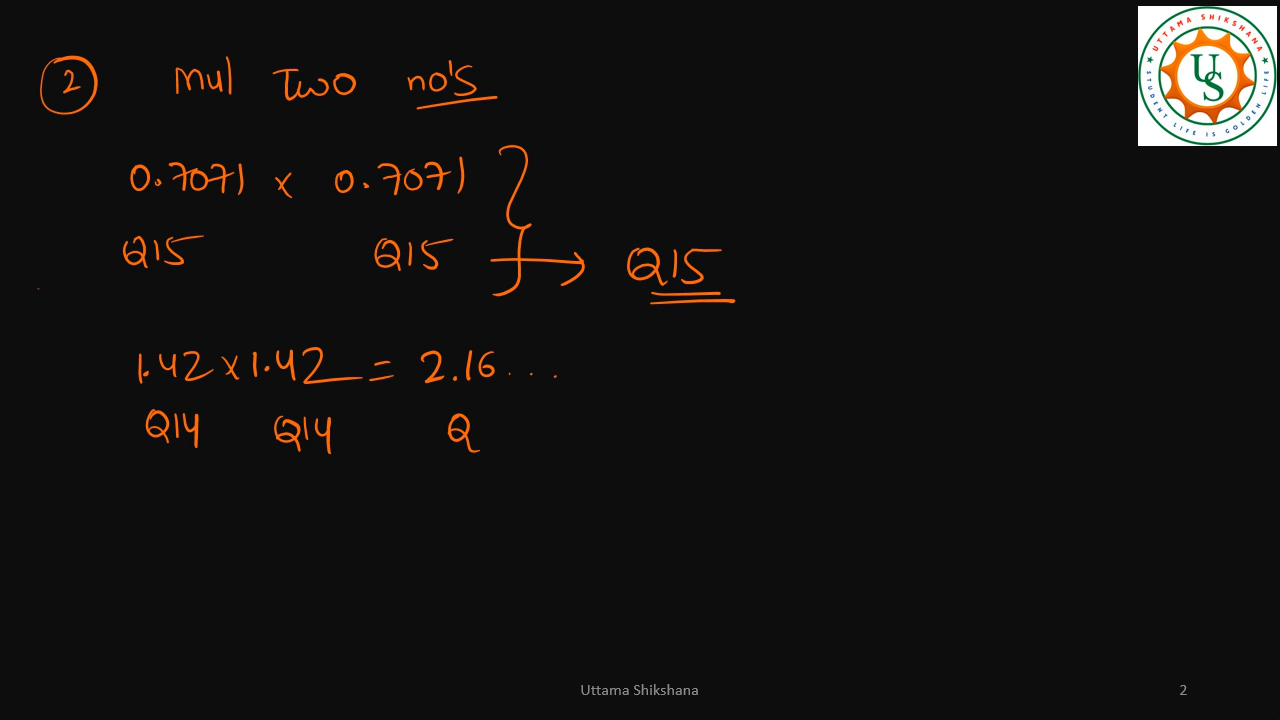 2 mul Two no's
0.7071 x 0.7071
Q15 Q15 → Q15
1.42 x 1.42 = 2.16 ...
Q14 Q14 Q
UTTAMA SHIKSHANA
US
STUDENT LIFE IS GOLDEN LIFE
Uttama Shikshana 2